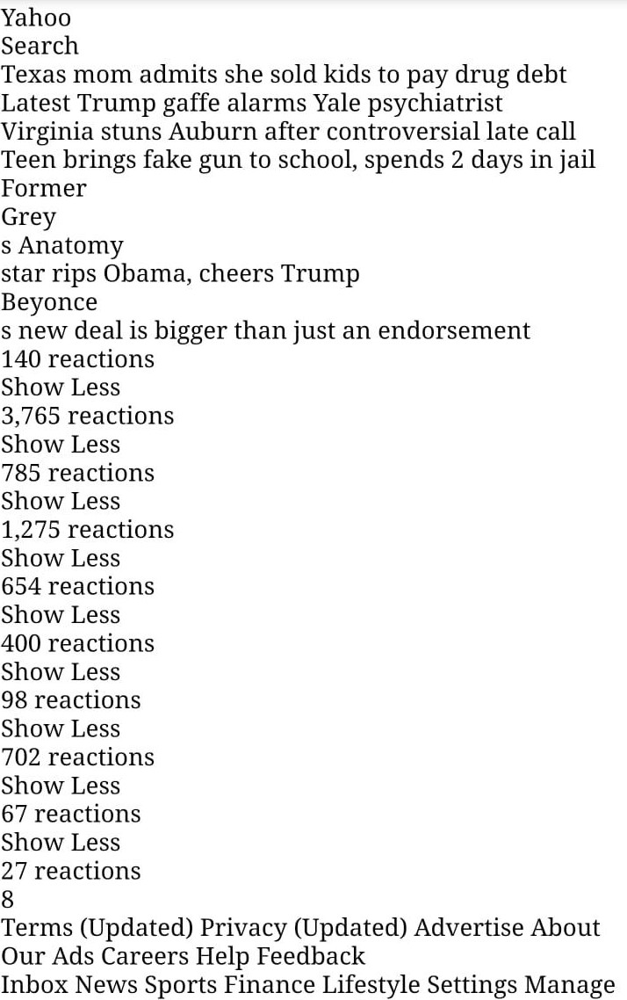 Yahoo
Search
Texas mom admits she sold kids to pay drug debt
Latest Trump gaffe alarms Yale psychiatrist
Virginia stuns Auburn after controversial late call
Teen brings fake gun to school, spends 2 days in jail
Former
Grey
s Anatomy
star rips Obama, cheers Trump
Beyonce
s new deal is bigger than just an endorsement
140 reactions
Show Less
3,765 reactions
Show Less
785 reactions
Show Less
1,275 reactions
Show Less
654 reactions
Show Less
400 reactions
Show Less
98 reactions
Show Less
702 reactions
Show Less
67 reactions
Show Less
27 reactions
8
Terms (Updated) Privacy (Updated) Advertise About
Our Ads Careers Help Feedback
Inbox News Sports Finance Lifestyle Settings Manage